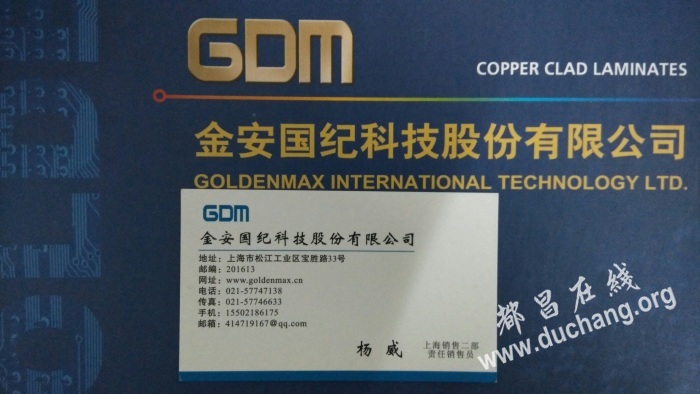 GDM
COPPER CLAD LAMINATES
金安国纪科技股份有限公司
GOLDENMAX INTERNATIONAL TECHNOLOGY LTD.
GDM
金安国纪科技股份有限公司
地址：上海市松江工业区宝胜路33号
邮编：201613
网址：www.goldenmax.cn
电话：021-57747138
传真：021-57746633
手机：15502186175
邮箱：414719167@qq.com
杨 威
上海销售二部
责任销售员
都昌在線
www.duchang.org